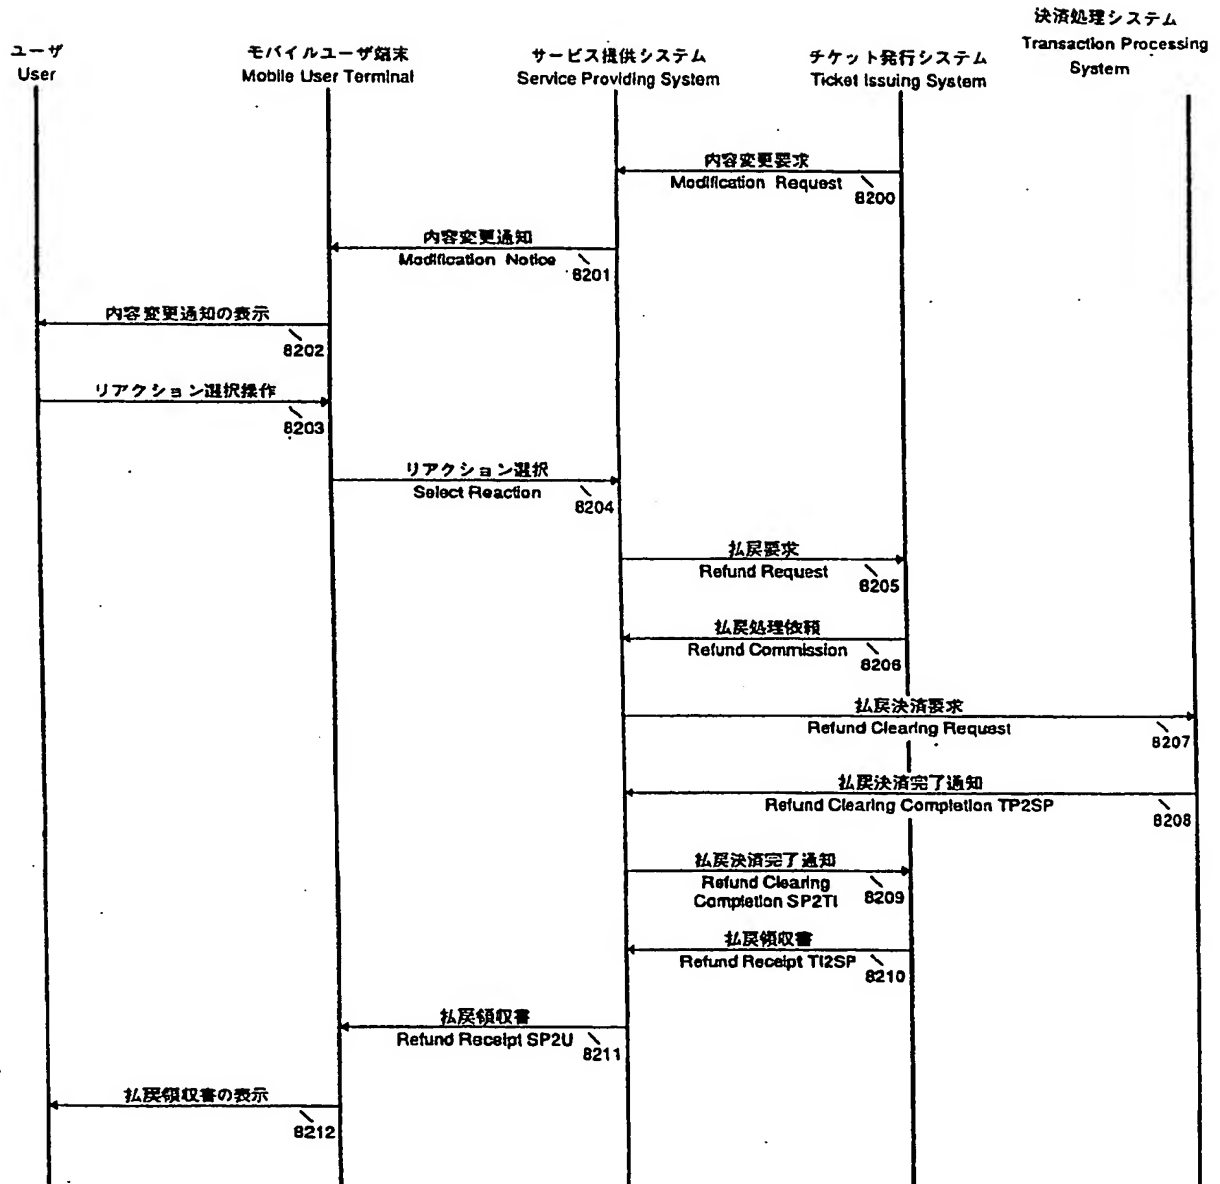 ユーザ
User
モバイルユーザ端末
Mobile User Terminal
サービス提供システム
Service Providing System
チケット発行システム
Ticket Issuing System
決済処理システム
Transaction Processing
System
内容変更要求
Modification Request
8200
内容変更通知
Modification Notice
8201
内容変更通知の表示
8202
リアクション選択操作
8203
リアクション選択
Select Reaction
8204
払戻要求
Refund Request
8205
払戻処理依頼
Refund Commission
8206
払戻決済要求
Refund Clearing Request
8207
払戻決済完了通知
Refund Clearing Completion TP2SP
8208
払戻決済完了通知
Refund Clearing
Completion SP2TI
8209
払戻領収書
Refund Receipt TI2SP
8210
払戻領収書
Refund Receipt SP2U
8211
払戻領収書の表示
8212